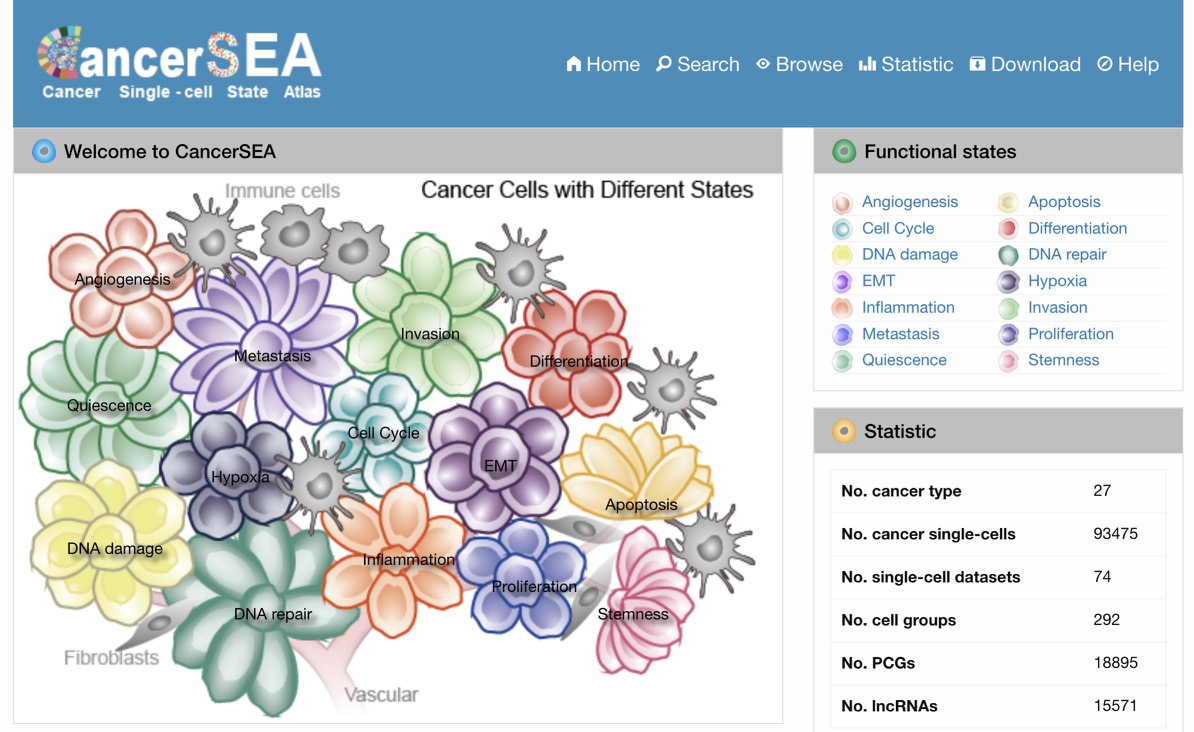 CancerSEA
Cancer Single-cell State Atlas
Home Search Browse Statistic Download Help
Welcome to CancerSEA
Immune cells
Cancer Cells with Different States
Angiogenesis
Invasion
Metastasis
Differentiation
Quiescence
Cell Cycle
Hypoxia
EMT
Apoptosis
DNA damage
Inflammation
Proliferation
DNA repair
Stemness
Fibroblasts
Vascular
Functional states
Angiogenesis Apoptosis
Cell Cycle Differentiation
DNA damage DNA repair
EMT Hypoxia
Inflammation Invasion
Metastasis Proliferation
Quiescence Stemness
Statistic
No. cancer type 27
No. cancer single-cells 93475
No. single-cell datasets 74
No. cell groups 292
No. PCGs 18895
No. lncRNAs 15571